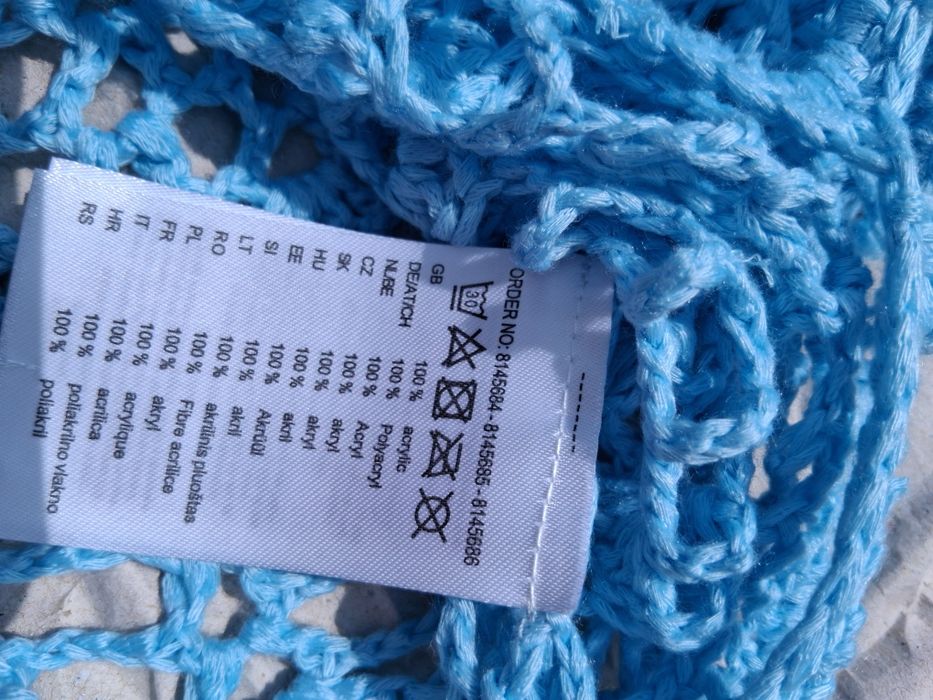 ORDER NO.: 8145684 - 8145685 - 8145686
30
GB 100 % acrylic
DE/AT/CH 100 % Polyacryl
NL/BE 100 % Acryl
CZ 100 % akryl
SK 100 % akryl
HU 100 % akril
EE 100 % Akrüül
SI 100 % akril
LT 100 % akrilinis pluoštas
RO 100 % Fibre acrilice
PL 100 % akryl
FR 100 % acrylique
IT 100 % acrilica
HR 100 % poliakrilno vlakno
RS 100 % poliakril